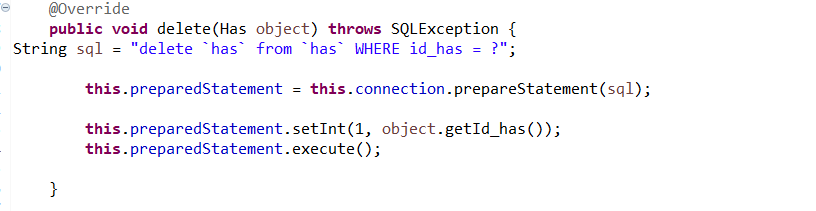 @Override
public void delete(Has object) throws SQLException {
String sql = "delete `has` from `has` WHERE id_has = ?";
this.preparedStatement = this.connection.prepareStatement(sql);
this.preparedStatement.setInt(1, object.getId_has());
this.preparedStatement.execute();
}